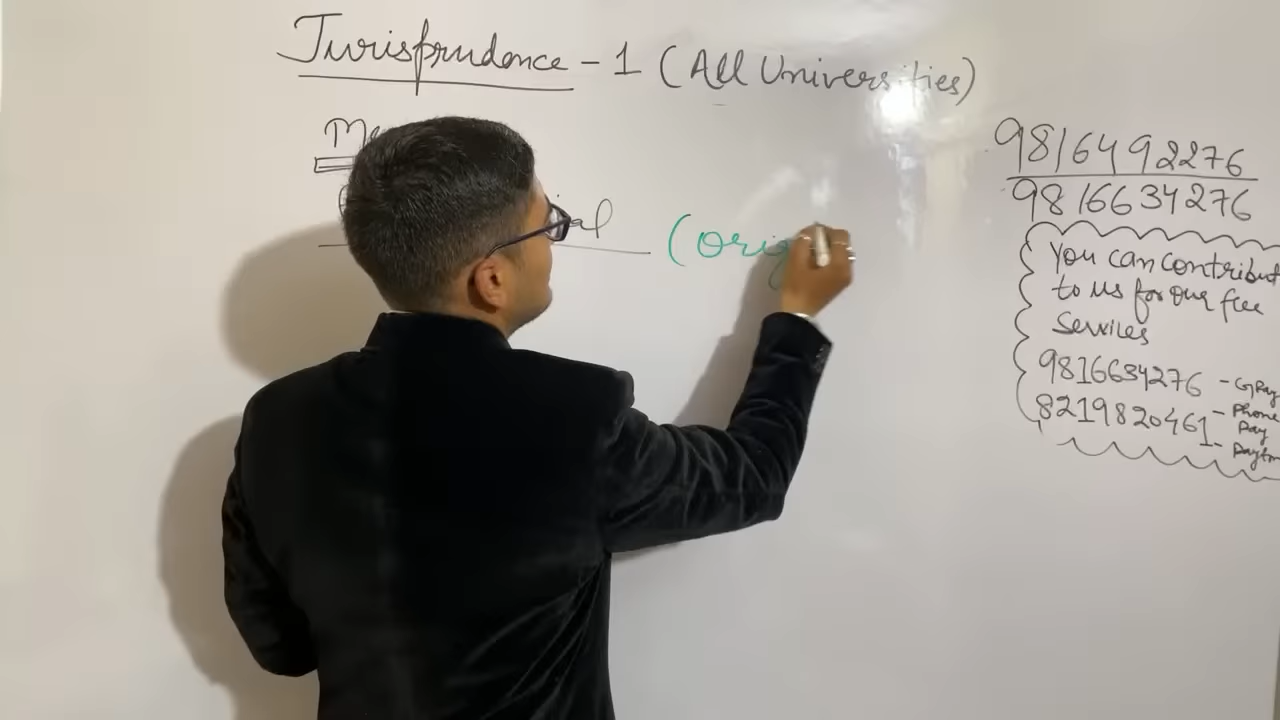 Jurisprudence - 1 (All Universities)
9816492276
9816634276
(orig
You can contribut
to us for our free
Services
9816634276 - G Pay
8219820461 - Phone
Pay
- Paytm